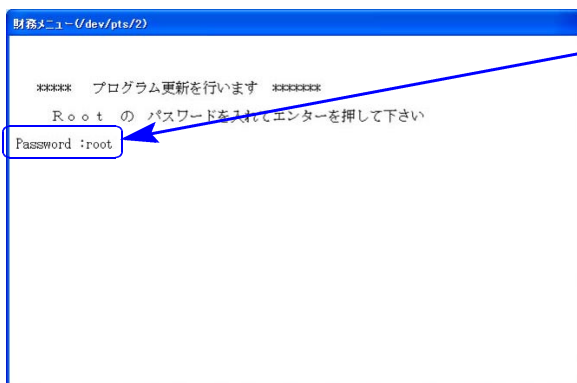 財務メニュー(/dev/pts/2)
***** プログラム更新を行います *******
Ｒｏｏｔ の パスワードを入れてエンターを押して下さい
Password :root